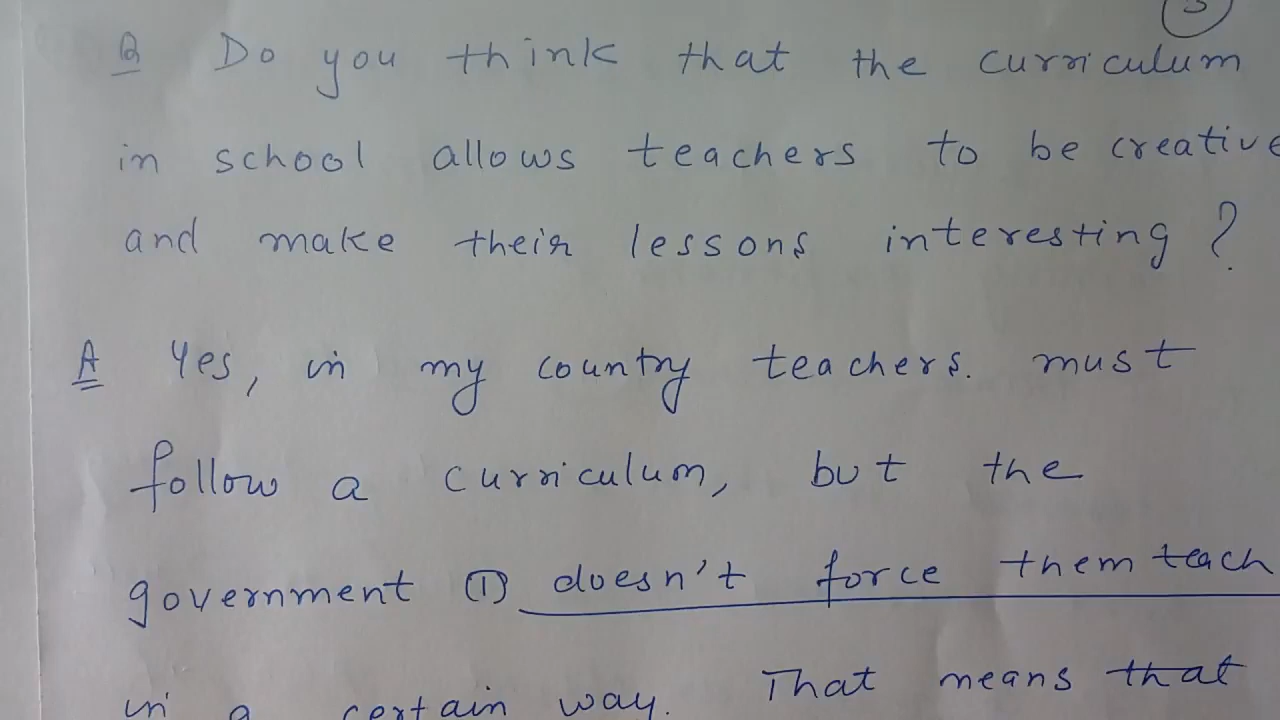 3
Q Do you think that the curriculum
in school allows teachers to be creative
and make their lessons interesting?
A Yes, in my country teachers. must
follow a curriculum, but the
government (1) doesn't force them teach
in a certain way. That means that